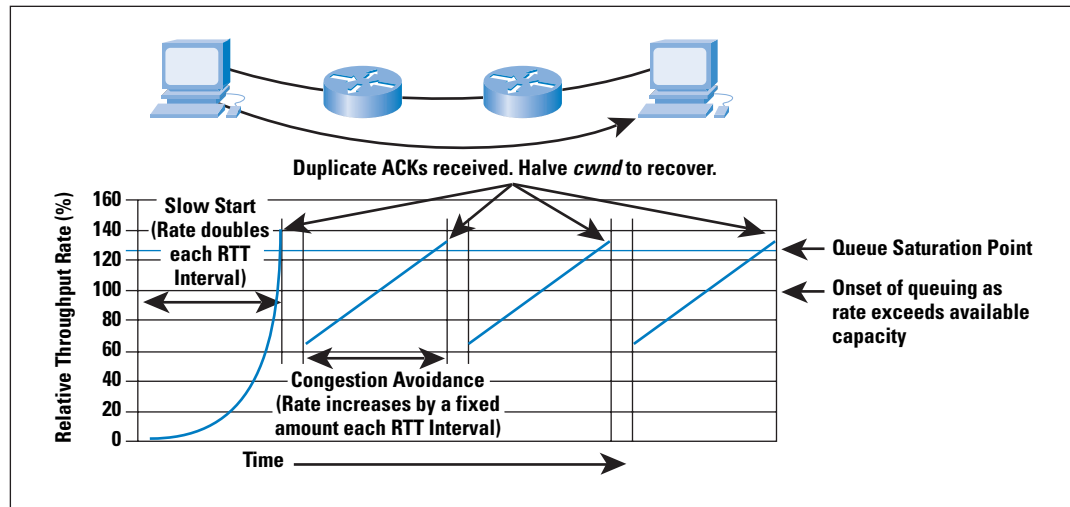 Duplicate ACKs received. Halve cwnd to recover.
Relative Throughput Rate (%)
160
140
120
100
80
60
40
20
0
Slow Start
(Rate doubles
each RTT
Interval)
Queue Saturation Point
Onset of queuing as
rate exceeds available
capacity
Congestion Avoidance
(Rate increases by a fixed
amount each RTT Interval)
Time